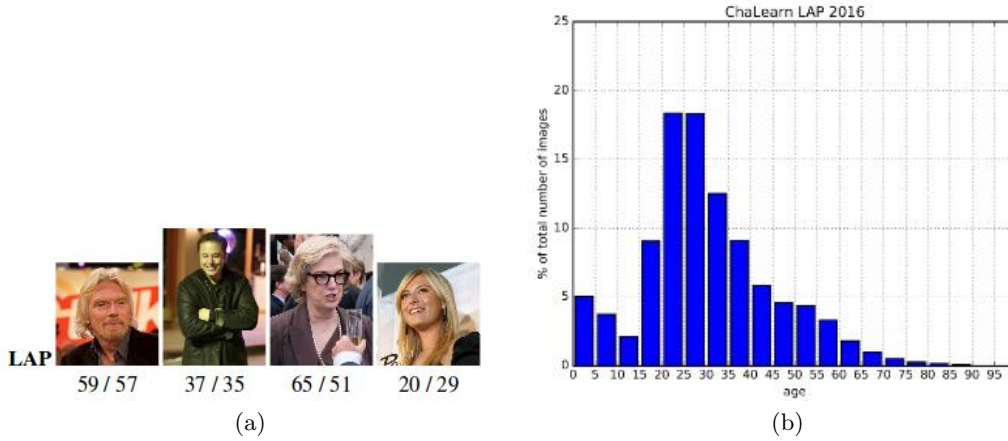 LAP
59 / 57
37 / 35
65 / 51
20 / 29
(a)
ChaLearn LAP 2016
% of total number of images
25
20
15
10
5
0
0 5 10 15 20 25 30 35 40 45 50 55 60 65 70 75 80 85 90 95
age
(b)